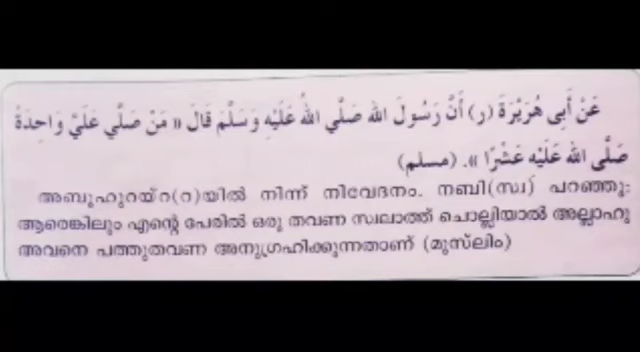 عَنْ أَبِي هُرَيْرَةَ (ر) أَنَّ رَسُولَ اللهِ صَلَّي اللهُ عَلَيْهِ وَسَلَّمَ قَالَ « مَنْ صَلَّي عَلَيَّ وَاحِدَةً
صَلَّى اللهُ عَلَيْهِ عَشْرًا ». (مسلم)
അബൂഹുറയ്റ(റ)യിൽ നിന്ന് നിവേദനം. നബി(സ്വ) പറഞ്ഞു:
ആരെങ്കിലും എന്റെ പേരിൽ ഒരു തവണ സ്വലാത്ത് ചൊല്ലിയാൽ അല്ലാഹു
അവനെ പത്തുതവണ അനുഗ്രഹിക്കുന്നതാണ് (മുസ്‌ലിം)